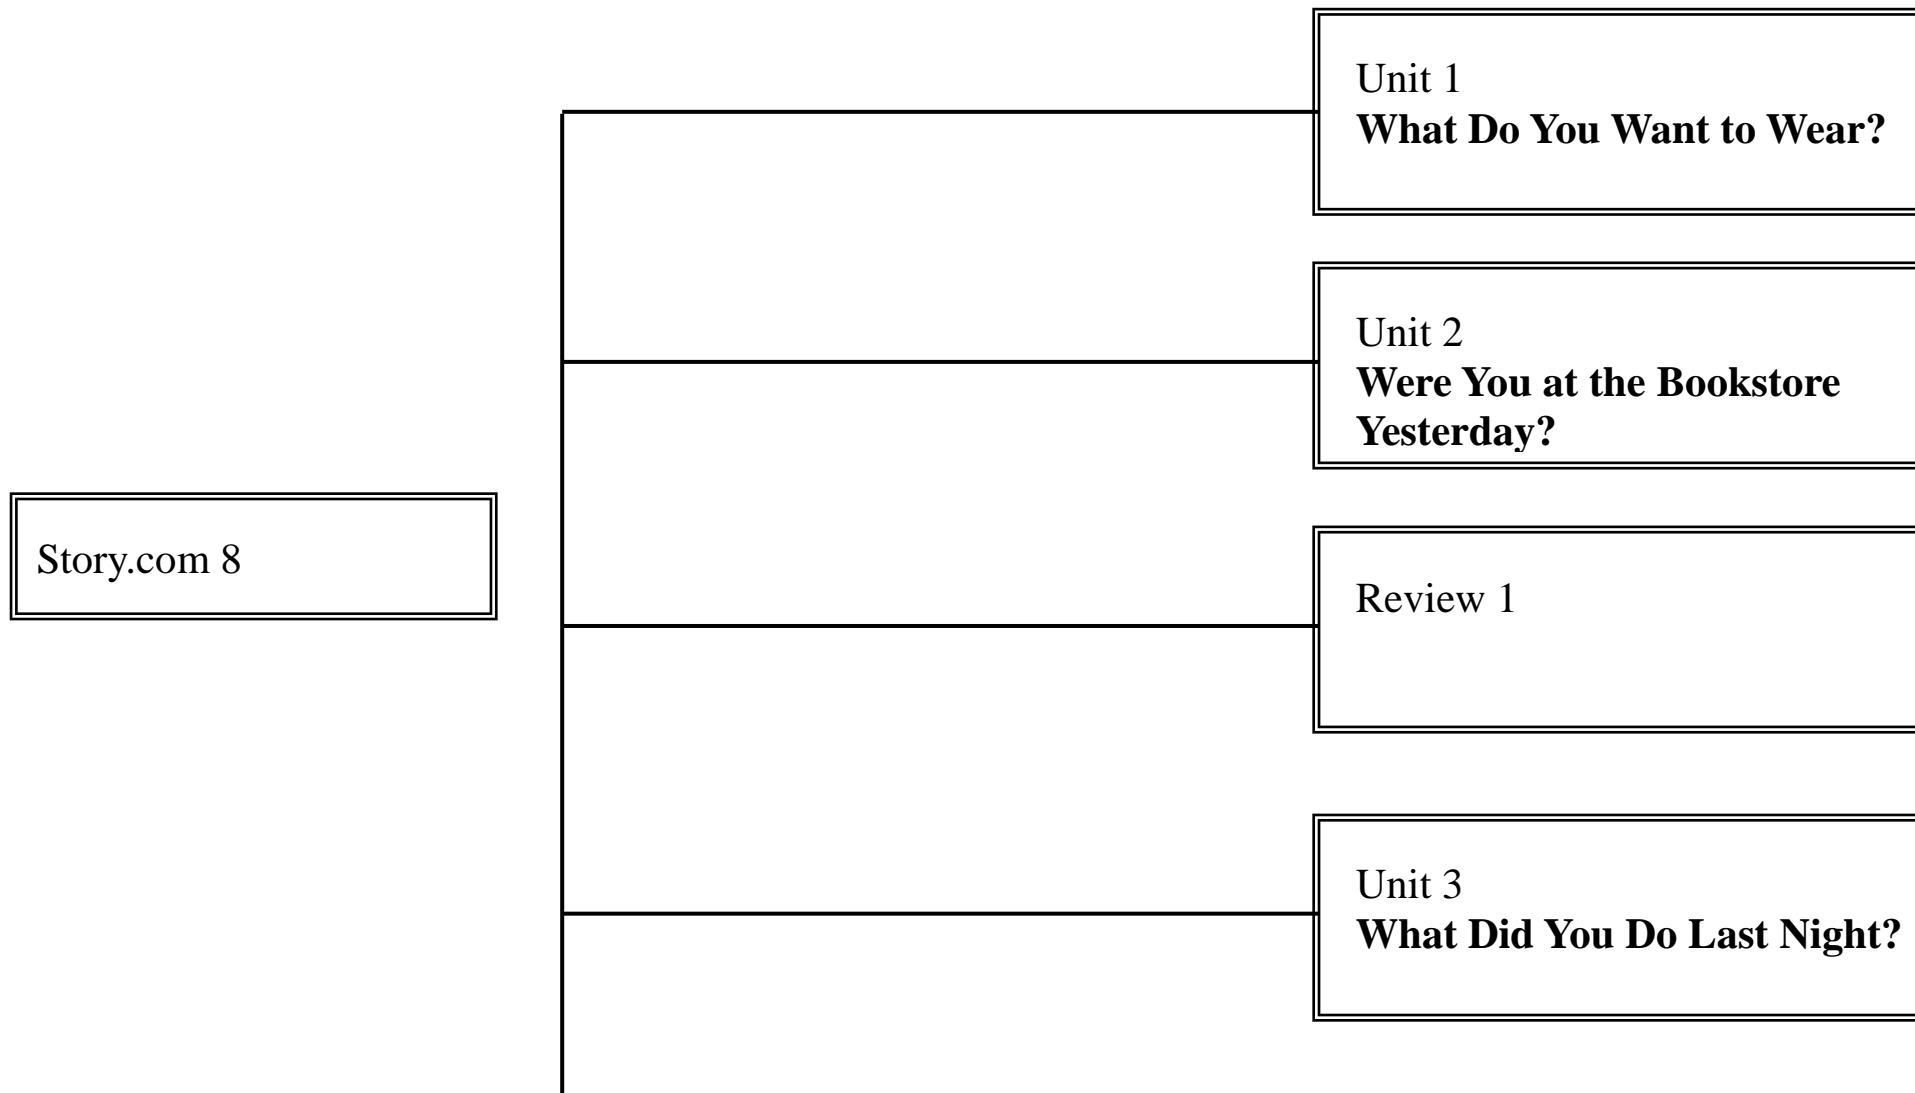 Unit 1
What Do You Want to Wear?
Unit 2
Were You at the Bookstore
Yesterday?
Story.com 8
Review 1
Unit 3
What Did You Do Last Night?